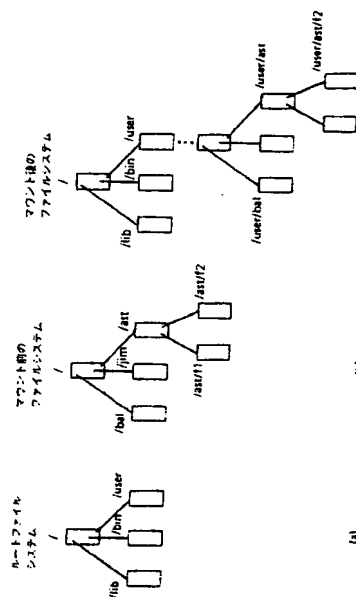 ルートファイル
システム
/lib
/bin
/user
マウント前の
ファイルシステム
/
/bal
/jim
/ast
/ast/f1
/ast/f2
マウント後の
ファイルシステム
/
/lib
/bin
/user
/user/bal
/user/ast
/user/ast/f2
(a)